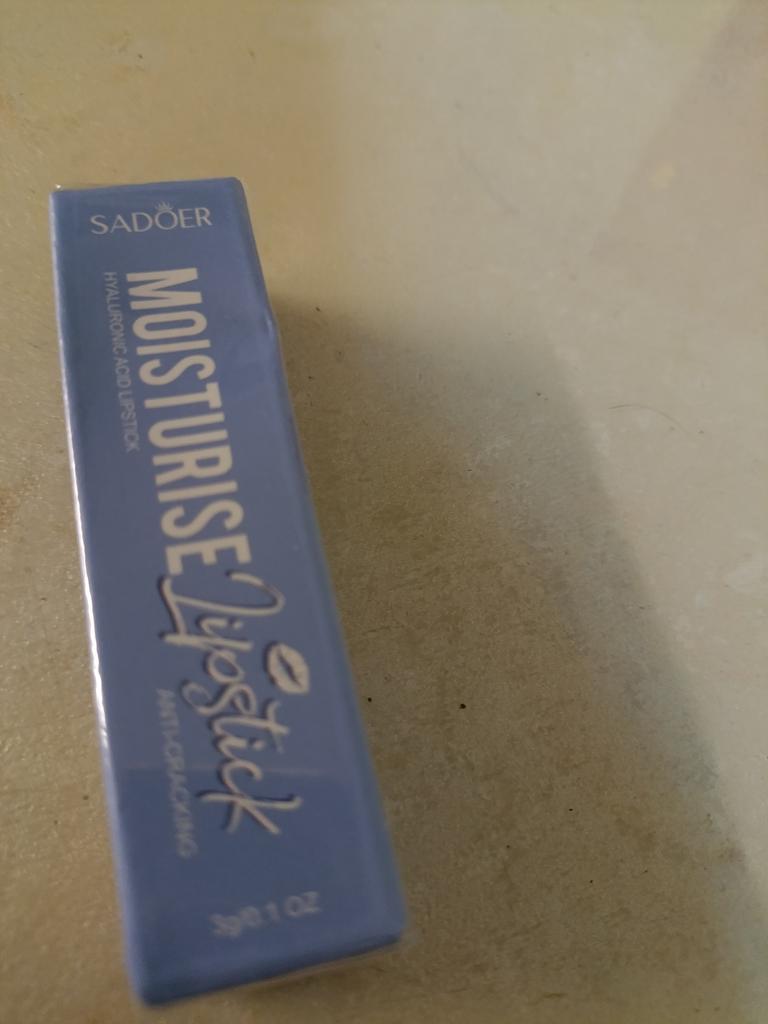 SADOER
MOISTURISE
HYALURONIC ACID LIPSTICK
Lipstick
ANTI-CRACKING
3g/0.1 OZ